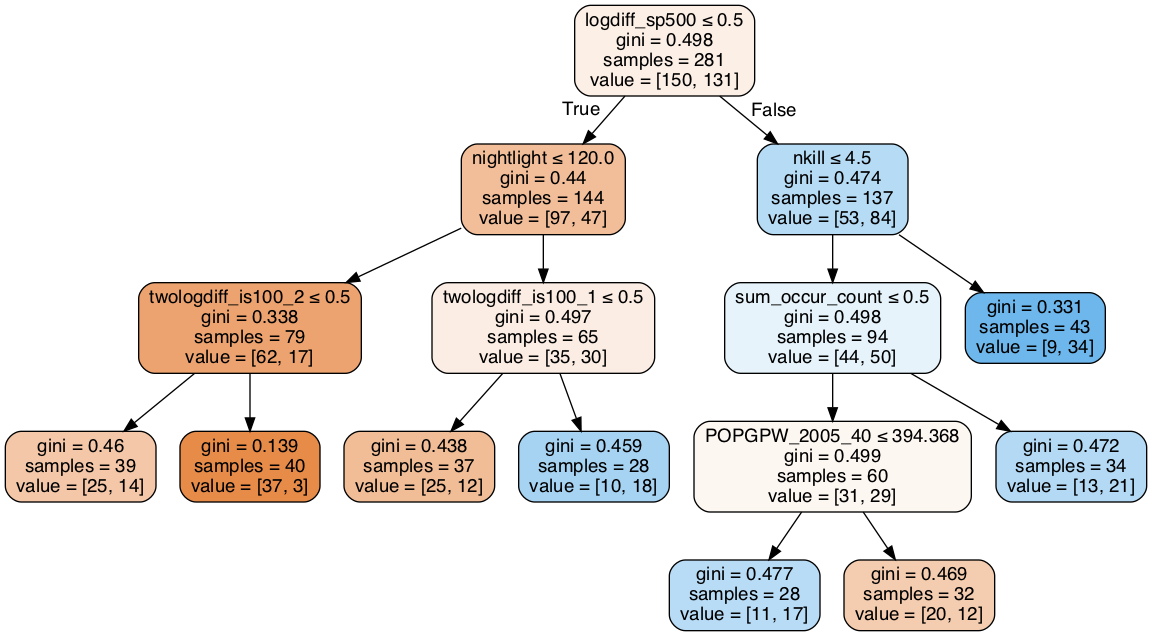 logdiff_sp500 ≤ 0.5
gini = 0.498
samples = 281
value = [150, 131]
True
False
nightlight ≤ 120.0
gini = 0.44
samples = 144
value = [97, 47]
nkill ≤ 4.5
gini = 0.474
samples = 137
value = [53, 84]
twologdiff_is100_2 ≤ 0.5
gini = 0.338
samples = 79
value = [62, 17]
twologdiff_is100_1 ≤ 0.5
gini = 0.497
samples = 65
value = [35, 30]
sum_occur_count ≤ 0.5
gini = 0.498
samples = 94
value = [44, 50]
gini = 0.331
samples = 43
value = [9, 34]
gini = 0.46
samples = 39
value = [25, 14]
gini = 0.139
samples = 40
value = [37, 3]
gini = 0.438
samples = 37
value = [25, 12]
gini = 0.459
samples = 28
value = [10, 18]
POPGPW_2005_40 ≤ 394.368
gini = 0.499
samples = 60
value = [31, 29]
gini = 0.472
samples = 34
value = [13, 21]
gini = 0.477
samples = 28
value = [11, 17]
gini = 0.469
samples = 32
value = [20, 12]